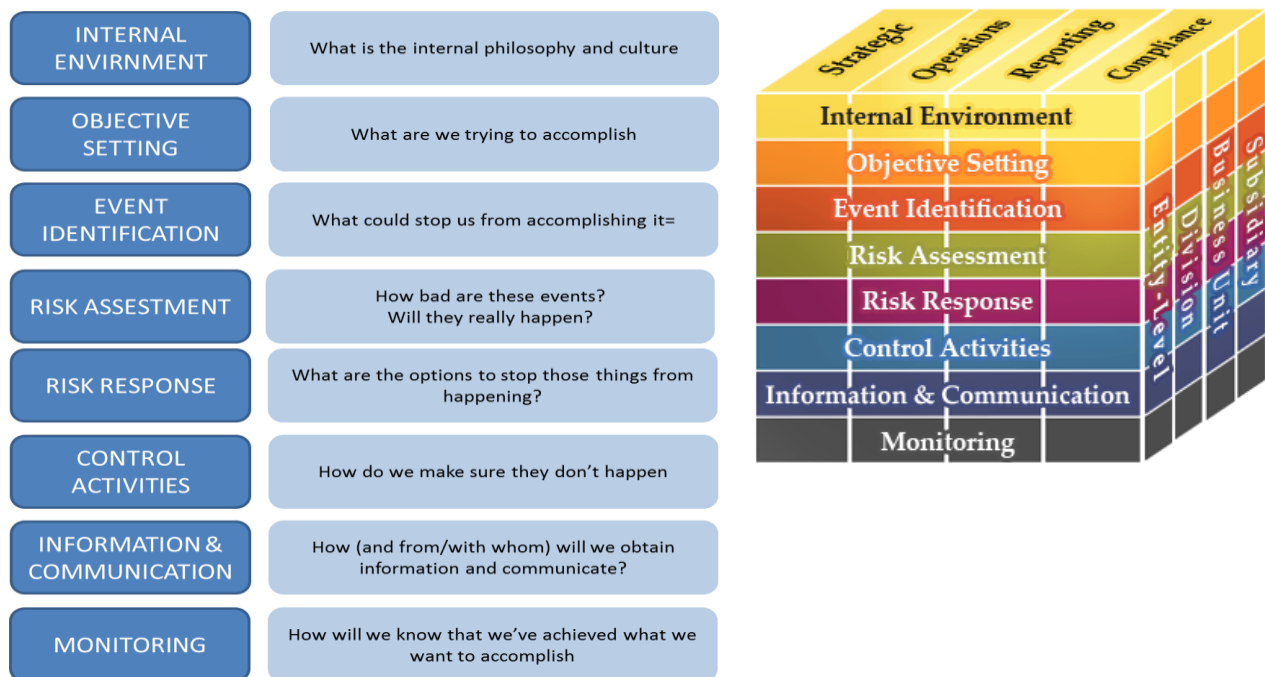 INTERNAL
ENVIRNMENT
What is the internal philosophy and culture
OBJECTIVE
SETTING
What are we trying to accomplish
EVENT
IDENTIFICATION
What could stop us from accomplishing it=
RISK ASSESTMENT
How bad are these events?
Will they really happen?
RISK RESPONSE
What are the options to stop those things from
happening?
CONTROL
ACTIVITIES
How do we make sure they don’t happen
INFORMATION &
COMMUNICATION
How (and from/with whom) will we obtain
information and communicate?
MONITORING
How will we know that we’ve achieved what we
want to accomplish
Strategic
Operations
Reporting
Compliance
Internal Environment
Objective Setting
Event Identification
Risk Assessment
Risk Response
Control Activities
Information & Communication
Monitoring
Entity-Level
Division
Business Unit
Subsidiary